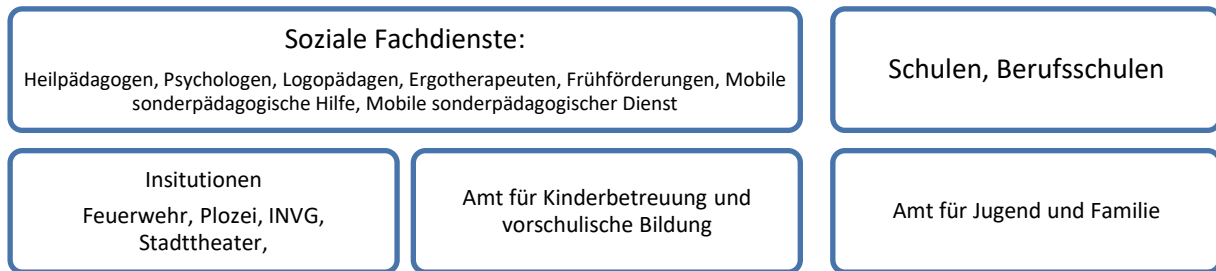 Soziale Fachdienste:
Heilpädagogen, Psychologen, Logopädagen, Ergotherapeuten, Frühförderungen, Mobile
sonderpädagogische Hilfe, Mobile sonderpädagogischer Dienst
Schulen, Berufsschulen
Insitutionen
Feuerwehr, Plozei, INVG,
Stadttheater,
Amt für Kinderbetreuung und
vorschulische Bildung
Amt für Jugend und Familie